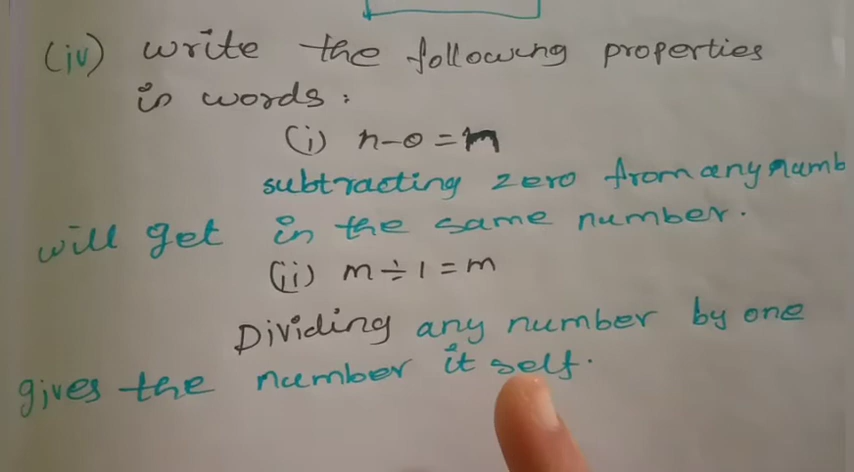 (iv) write the following properties
in words :
(i) n-0=n
subtracting zero from any numb
will get in the same number.
(ii) m÷1=m
Dividing any number by one
gives the number it self.